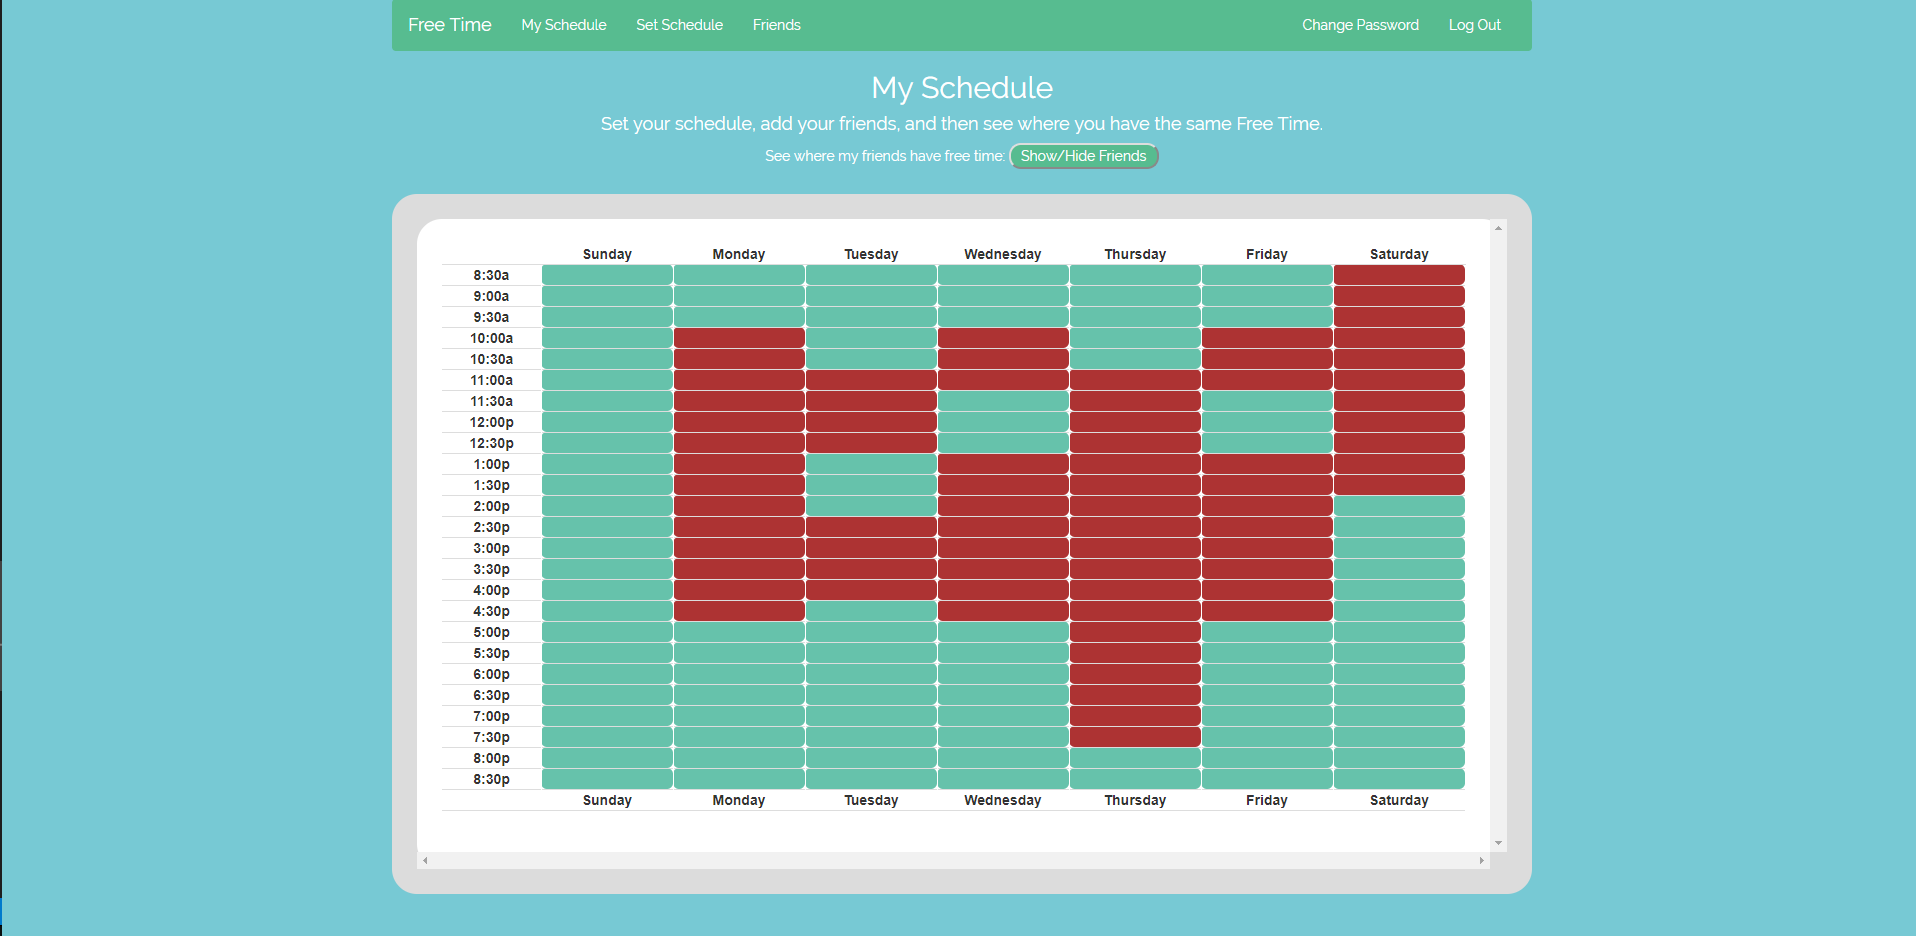 Free Time My Schedule Set Schedule Friends Change Password Log Out
My Schedule
Set your schedule, add your friends, and then see where you have the same Free Time.
See where my friends have free time: Show/Hide Friends
Sunday Monday Tuesday Wednesday Thursday Friday Saturday
8:30a
9:00a
9:30a
10:00a
10:30a
11:00a
11:30a
12:00p
12:30p
1:00p
1:30p
2:00p
2:30p
3:00p
3:30p
4:00p
4:30p
5:00p
5:30p
6:00p
6:30p
7:00p
7:30p
8:00p
8:30p
Sunday Monday Tuesday Wednesday Thursday Friday Saturday